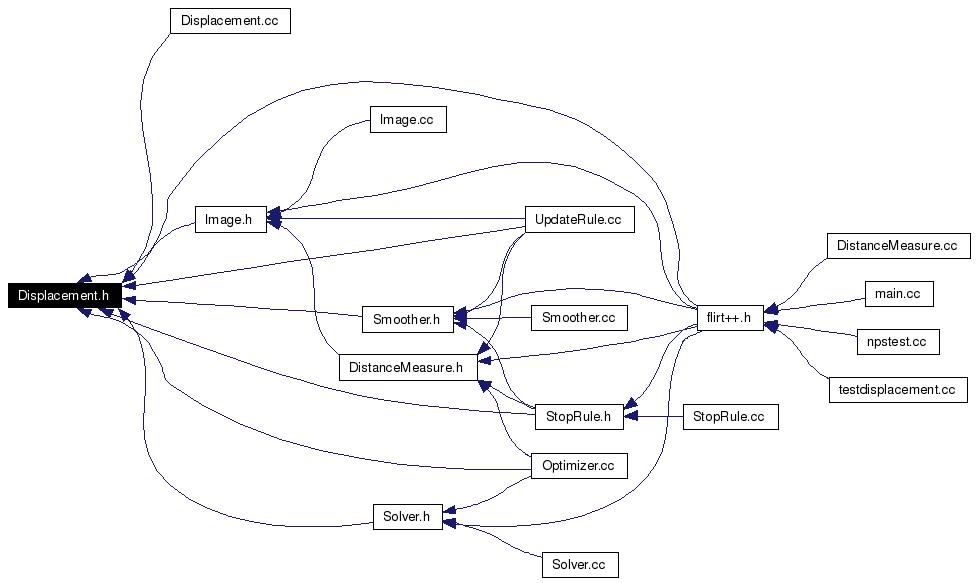 Displacement.cc
Image.cc
Image.h
UpdateRule.cc
DistanceMeasure.cc
Displacement.h
main.cc
Smoother.h
Smoother.cc
flirt++.h
npstest.cc
DistanceMeasure.h
testdisplacement.cc
StopRule.h
StopRule.cc
Optimizer.cc
Solver.h
Solver.cc